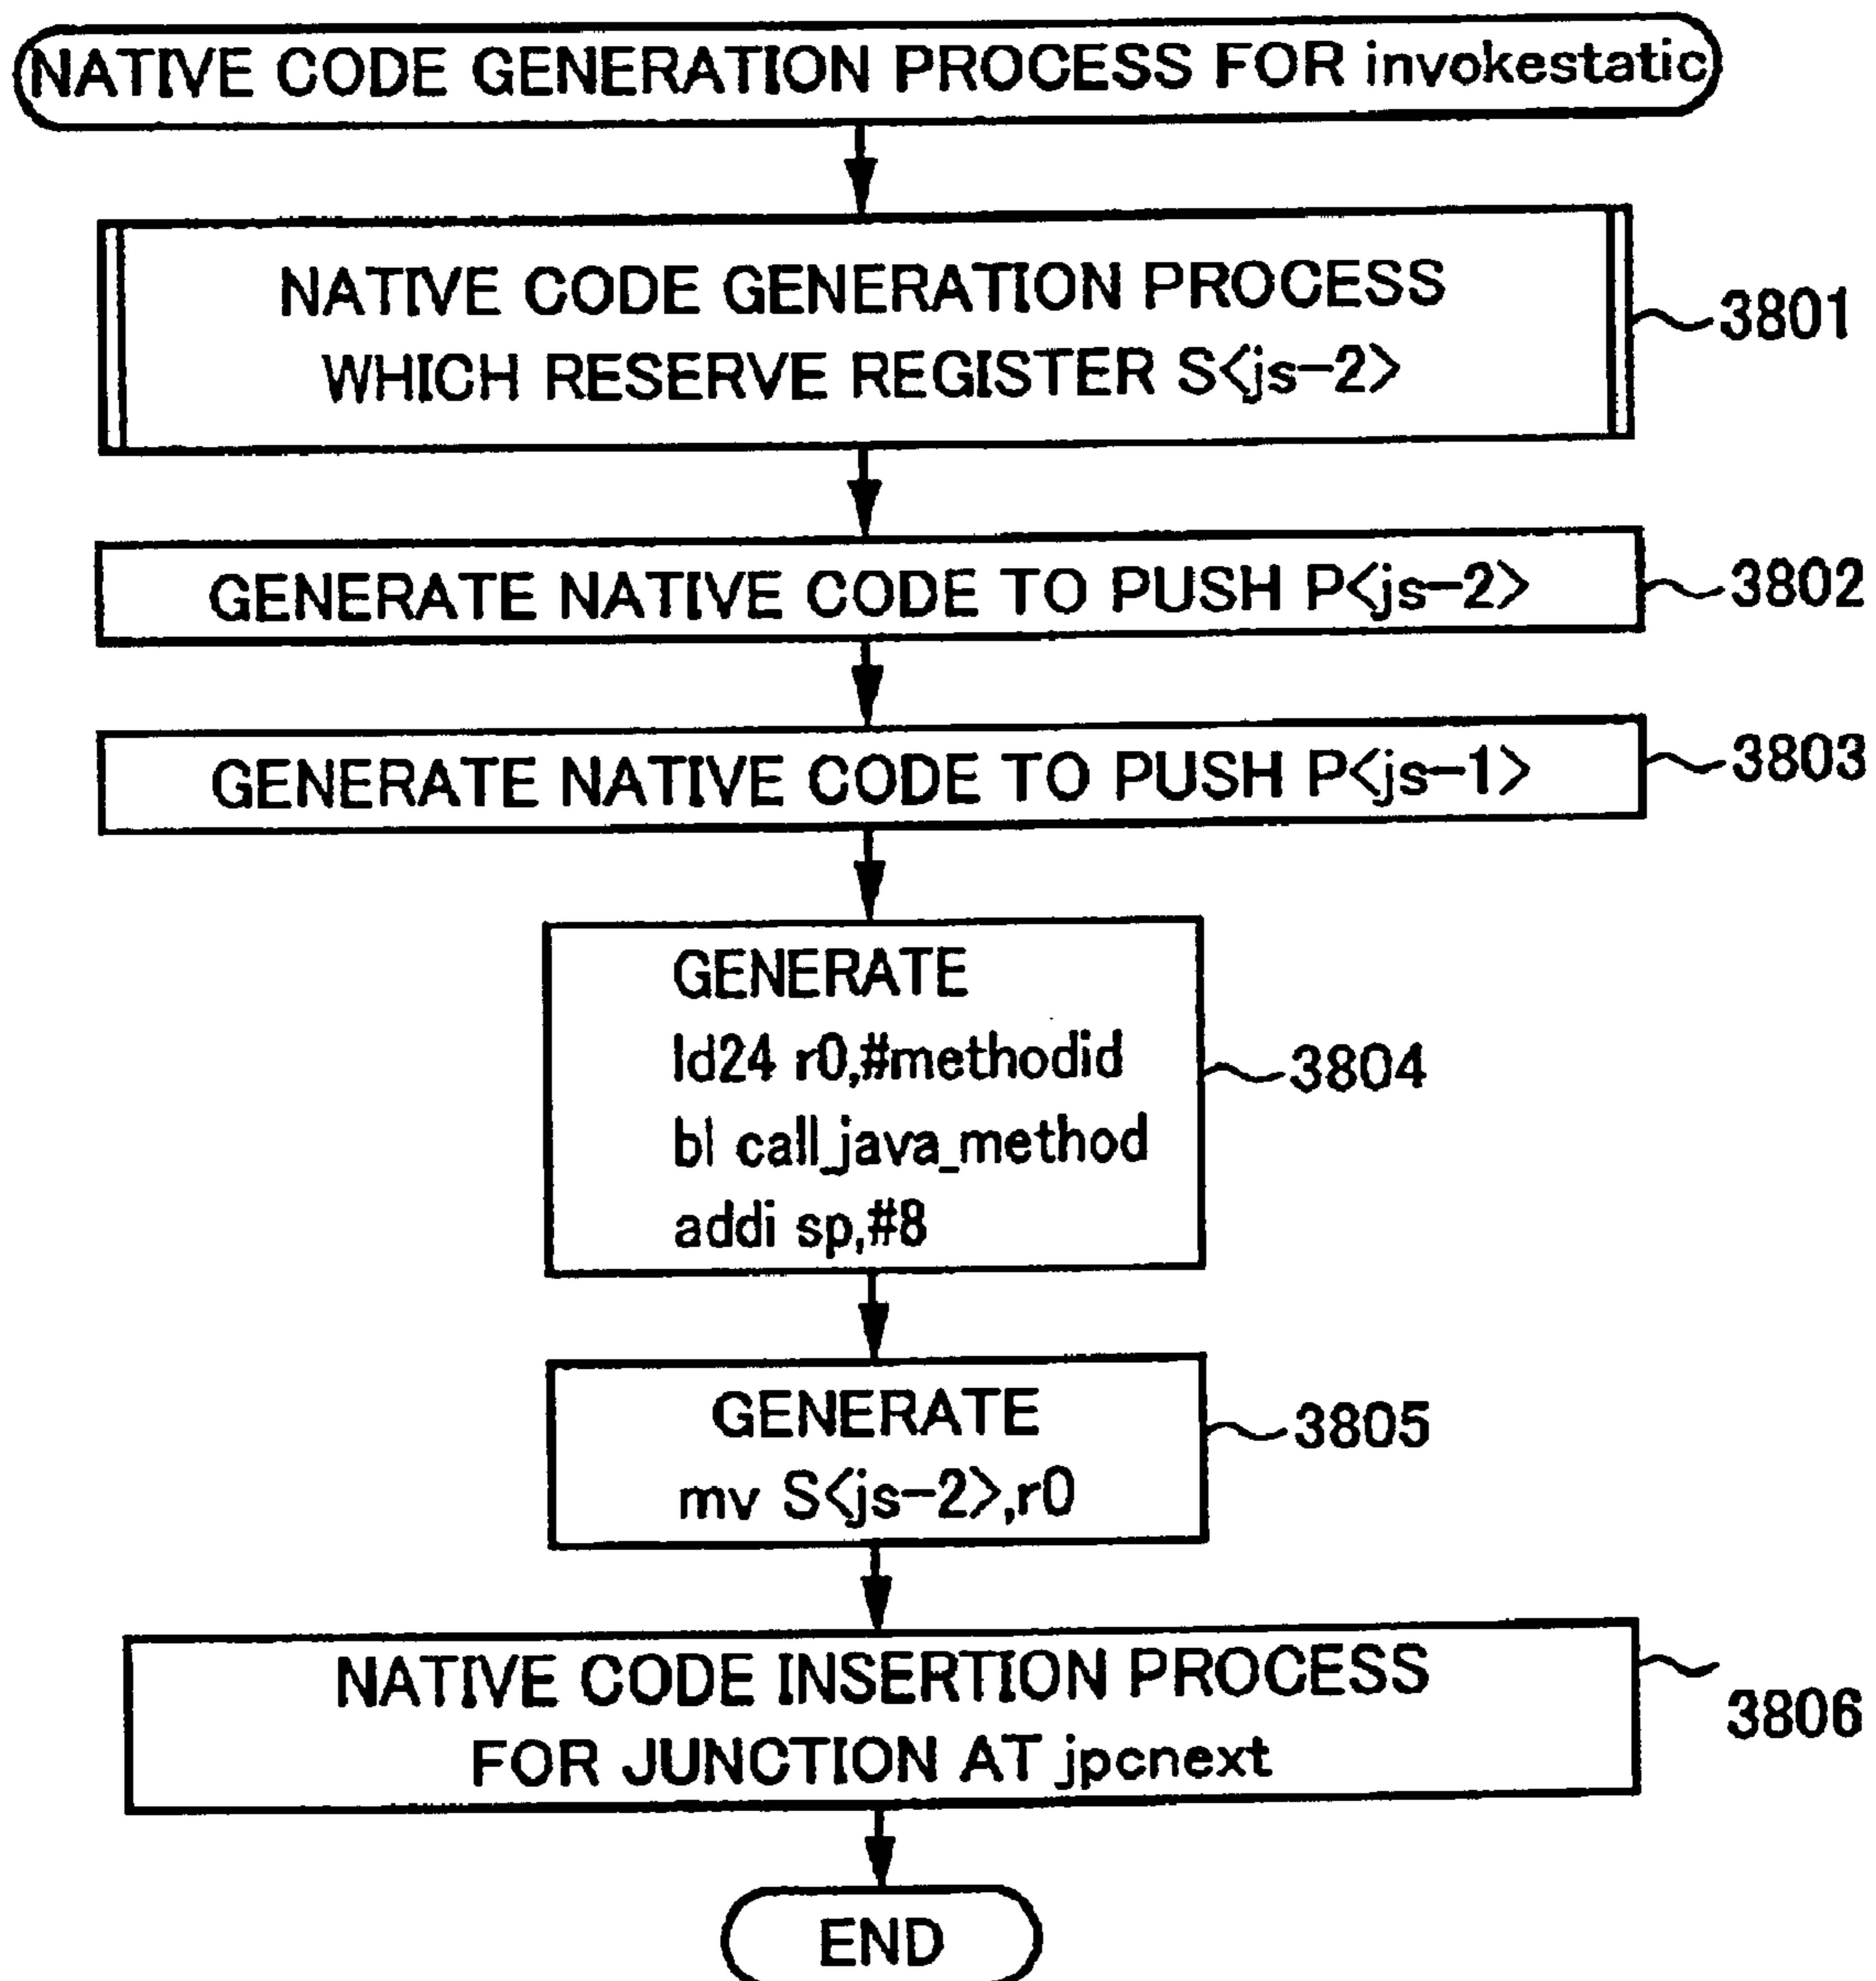 NATIVE CODE GENERATION PROCESS FOR invokestatic
NATIVE CODE GENERATION PROCESS
WHICH RESERVE REGISTER S<js-2>
3801
GENERATE NATIVE CODE TO PUSH P<js-2>
3802
GENERATE NATIVE CODE TO PUSH P<js-1>
3803
GENERATE
ld24 r0,#methodid
bl call_java_method
addi sp,#8
3804
GENERATE
mv S<js-2>,r0
3805
NATIVE CODE INSERTION PROCESS
FOR JUNCTION AT jpcnext
3806
END